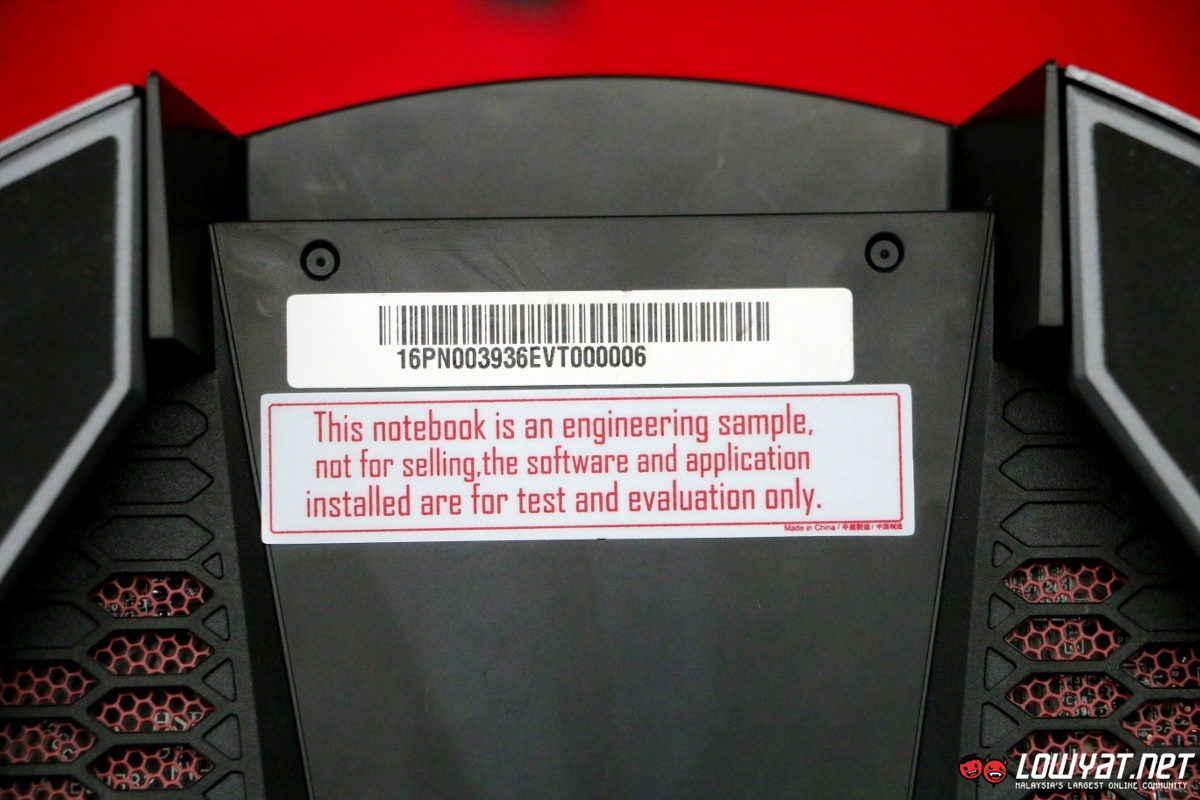 16PN003936EVT000006
This notebook is an engineering sample,
not for selling,the software and application
installed are for test and evaluation only.
Made in China / 中國製造 / 中国制造
LOWYAT.NET
MALAYSIA'S LARGEST ONLINE COMMUNITY